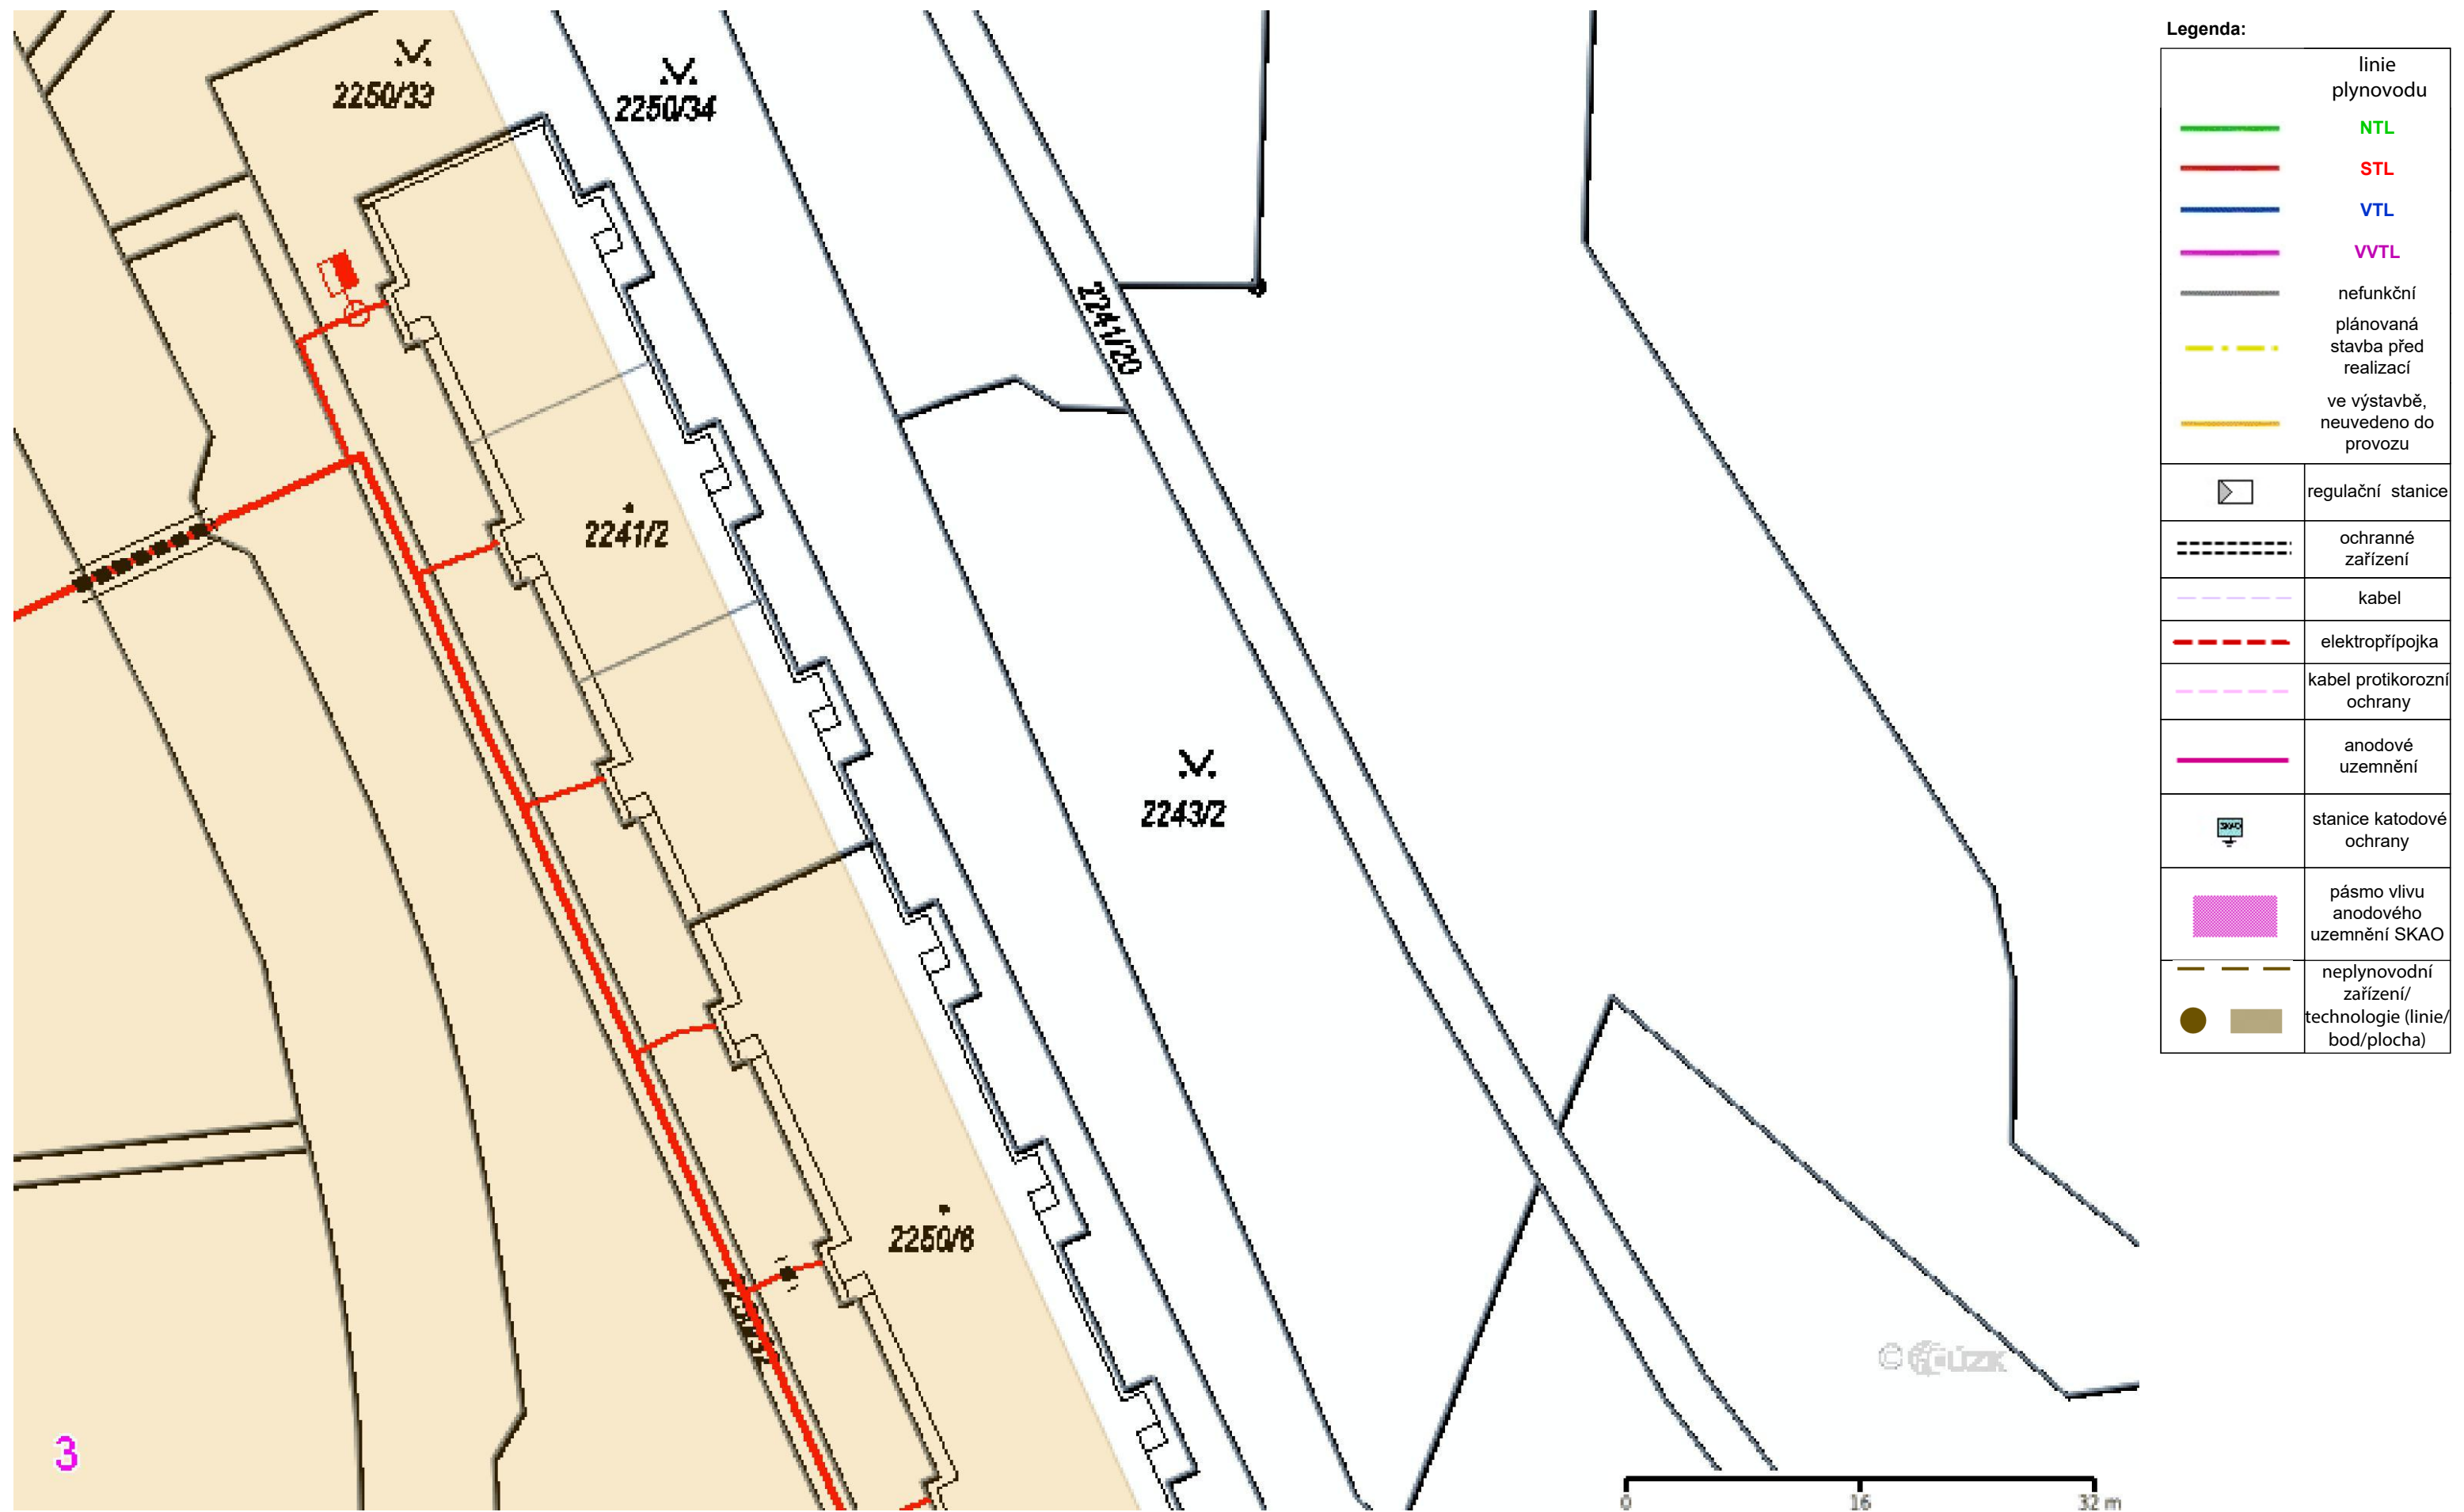 2250/33
2250/34
2241/20
2241/2
2243/2
2250/6
3
0 16 32 m
Legenda:
linie
plynovodu
NTL
STL
VTL
VVTL
nefunkční
plánovaná
stavba před
realizací
ve výstavbě,
neuvedeno do
provozu
regulační stanice
ochranné
zařízení
kabel
elektropřípojka
kabel protikorozní
ochrany
anodové
uzemnění
SKAO
stanice katodové
ochrany
pásmo vlivu
anodového
uzemnění SKAO
neplynovodní
zařízení/
technologie (linie/
bod/plocha)